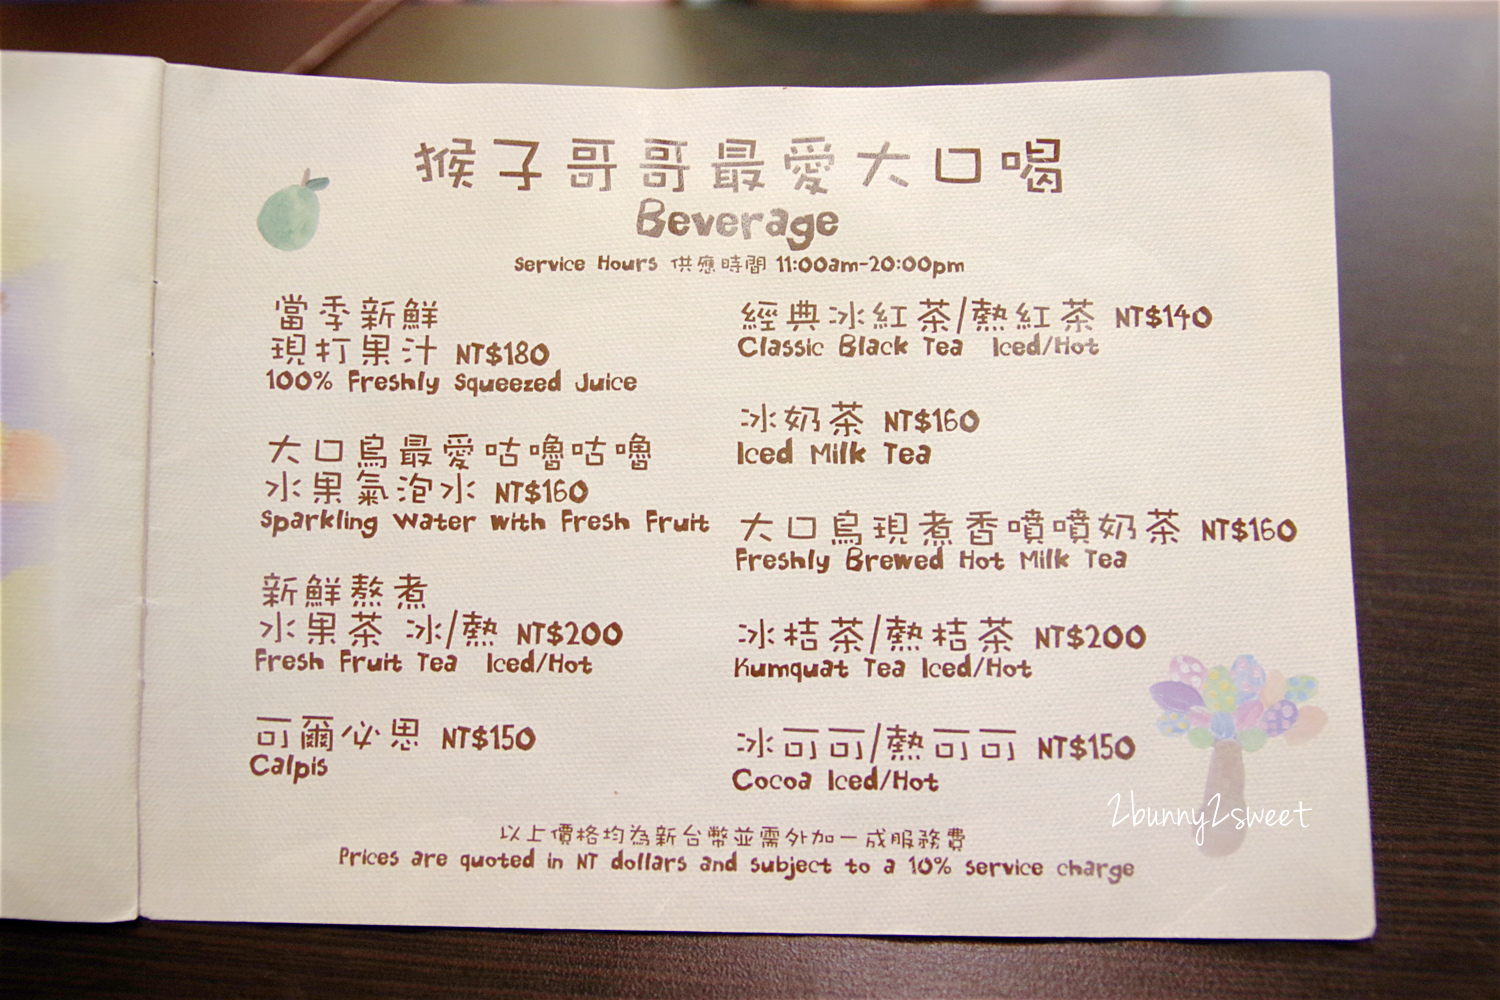 猴子哥哥最愛大口喝
Beverage
Service Hours 供應時間 11:00am-20:00pm
當季新鮮
現打果汁 NT$180
100% Freshly Squeezed Juice
大口鳥最愛咕嚕咕嚕
水果氣泡水 NT$160
Sparkling Water with Fresh Fruit
新鮮熬煮
水果茶 冰/熱 NT$200
Fresh Fruit Tea Iced/Hot
可爾必思 NT$150
Calpis
經典冰紅茶/熱紅茶 NT$140
Classic Black Tea Iced/Hot
冰奶茶 NT$160
Iced Milk Tea
大口鳥現煮香噴噴奶茶 NT$160
Freshly Brewed Hot Milk Tea
冰桔茶/熱桔茶 NT$200
Kumquat Tea Iced/Hot
冰可可/熱可可 NT$150
Cocoa Iced/Hot
以上價格均為新台幣並需外加一成服務費
Prices are quoted in NT dollars and subject to a 10% service charge
2bunny2sweet